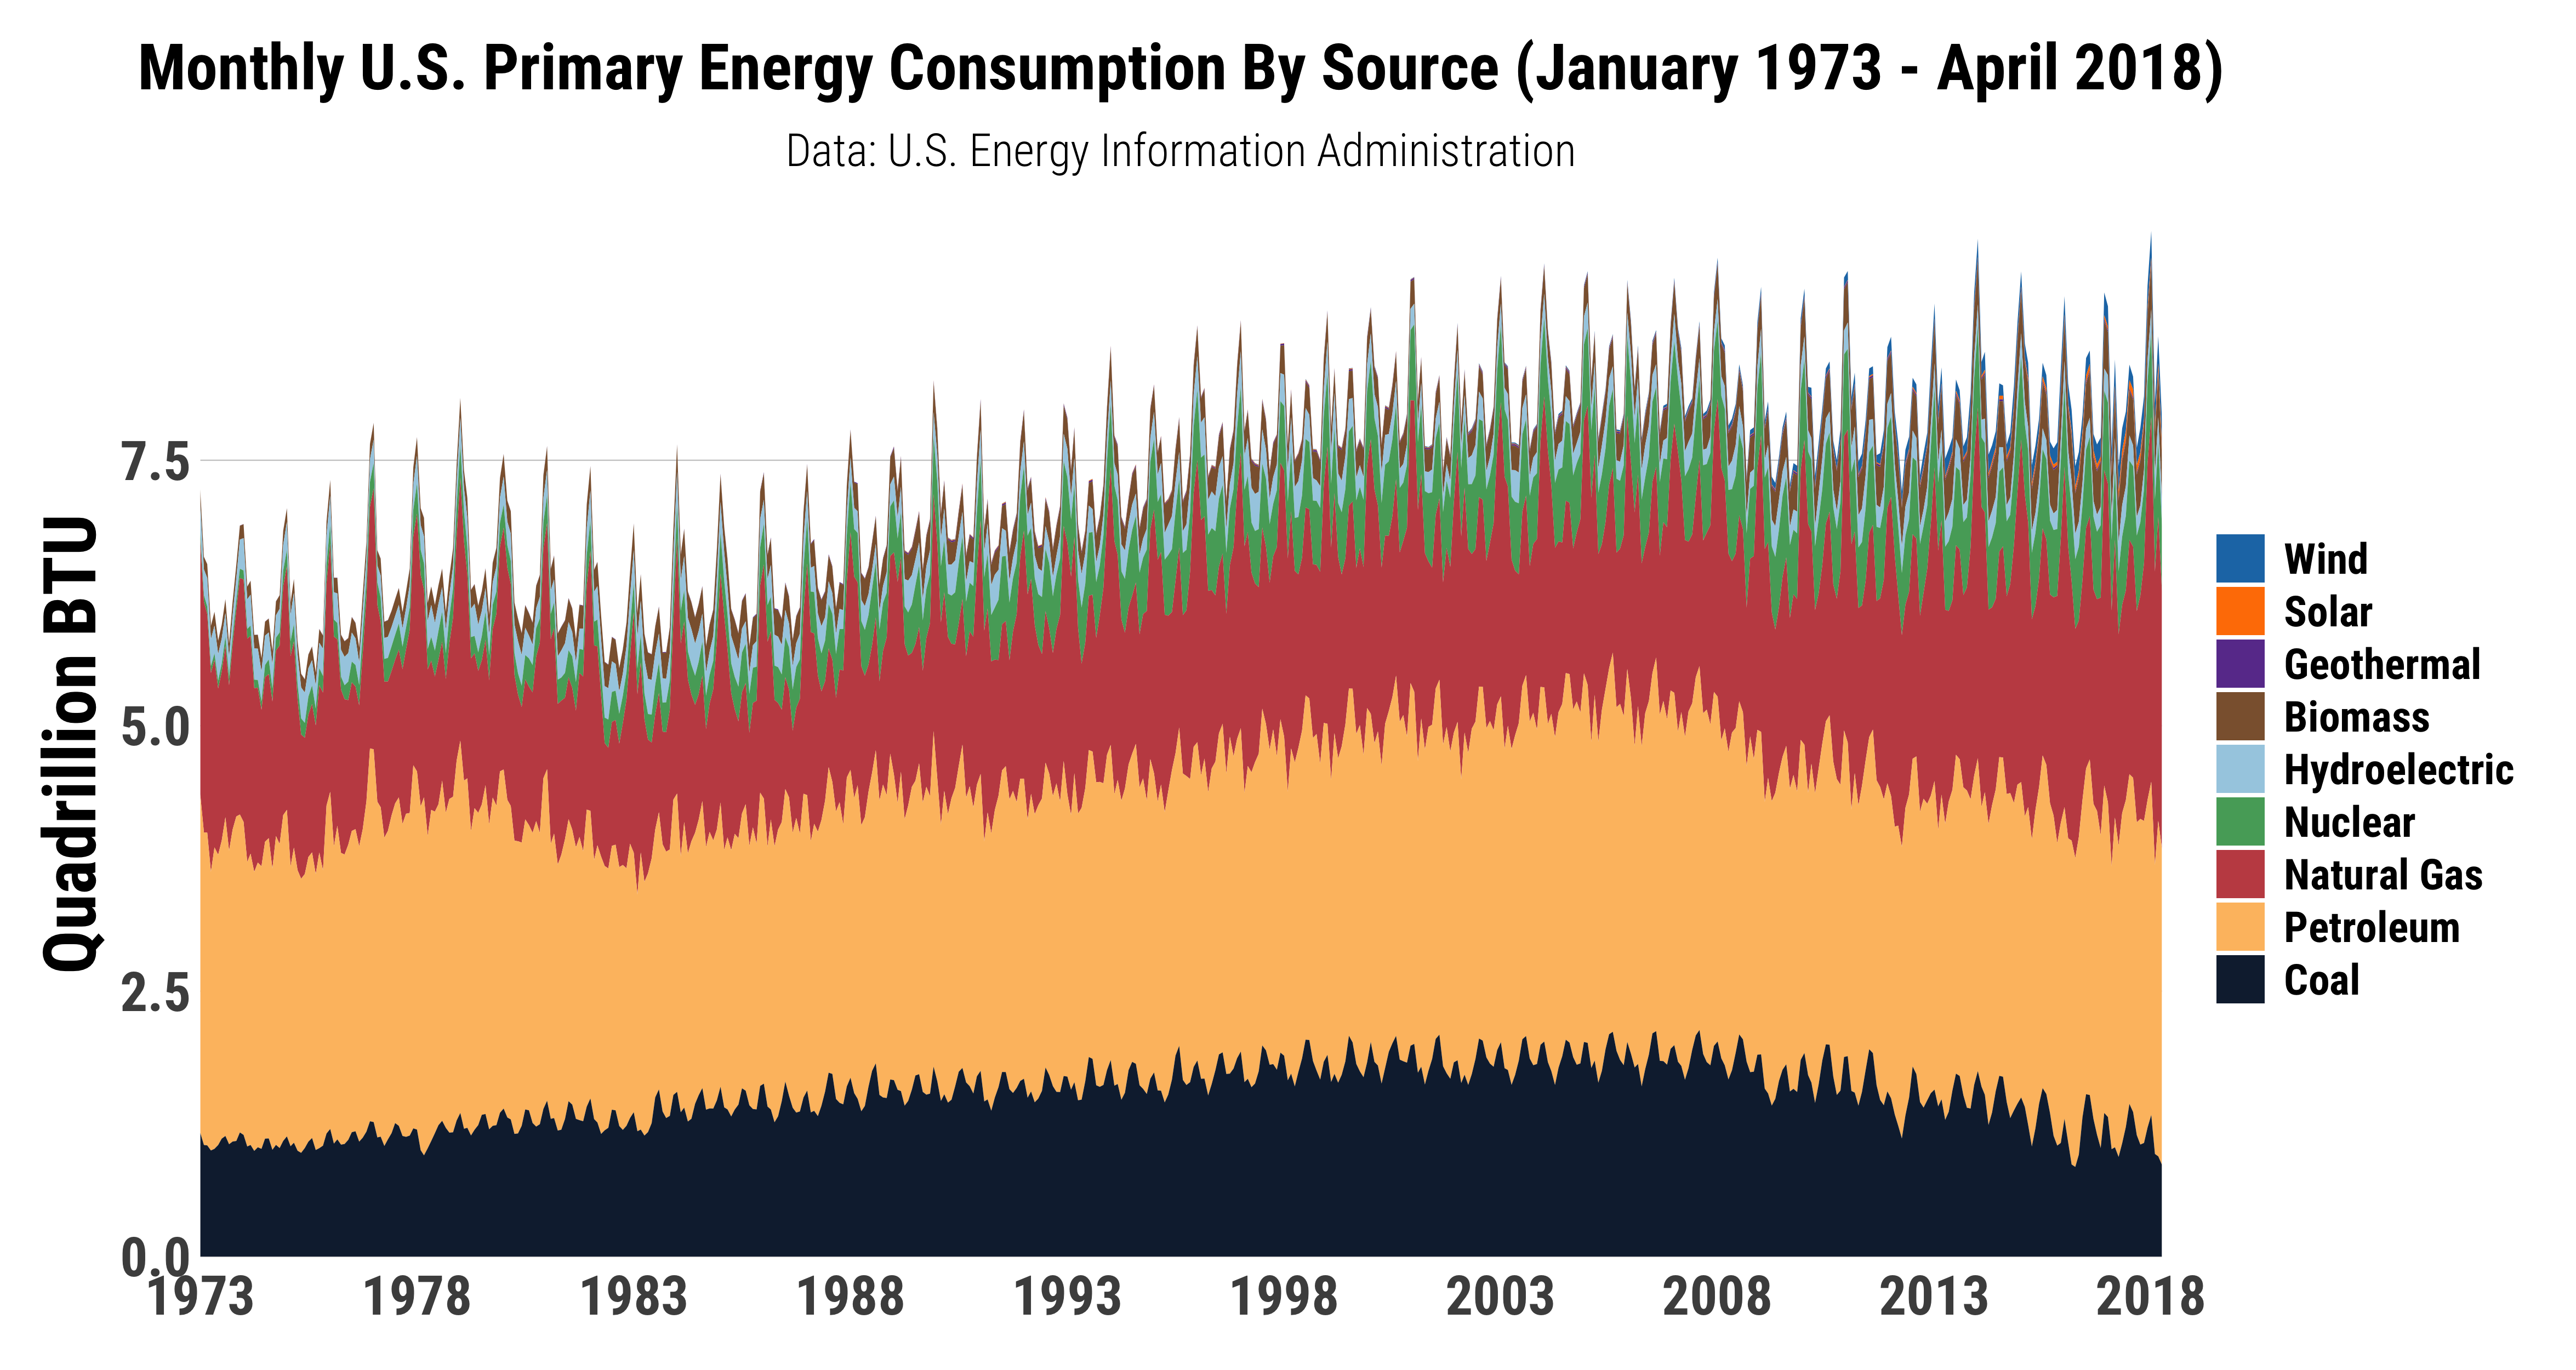 Monthly U.S. Primary Energy Consumption By Source (January 1973 - April 2018)
Data: U.S. Energy Information Administration
Quadrillion BTU
7.5
5.0
2.5
0.0
1973 1978 1983 1988 1993 1998 2003 2008 2013 2018
Wind
Solar
Geothermal
Biomass
Hydroelectric
Nuclear
Natural Gas
Petroleum
Coal